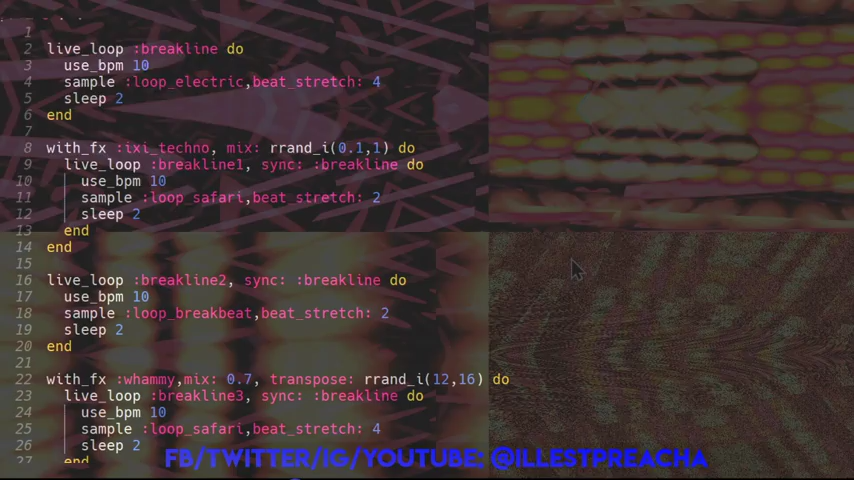 1
2 live_loop :breakline do
3 use_bpm 10
4 sample :loop_electric,beat_stretch: 4
5 sleep 2
6 end
7
8 with_fx :ixi_techno, mix: rrand_i(0.1,1) do
9 live_loop :breakline1, sync: :breakline do
10 use_bpm 10
11 sample :loop_safari,beat_stretch: 2
12 sleep 2
13 end
14 end
15
16 live_loop :breakline2, sync: :breakline do
17 use_bpm 10
18 sample :loop_breakbeat,beat_stretch: 2
19 sleep 2
20 end
21
22 with_fx :whammy,mix: 0.7, transpose: rrand_i(12,16) do
23 live_loop :breakline3, sync: :breakline do
24 use_bpm 10
25 sample :loop_safari,beat_stretch: 4
26 sleep 2
27 end
FB/TWITTER/IG/YOUTUBE: @ILLESTPREACHA